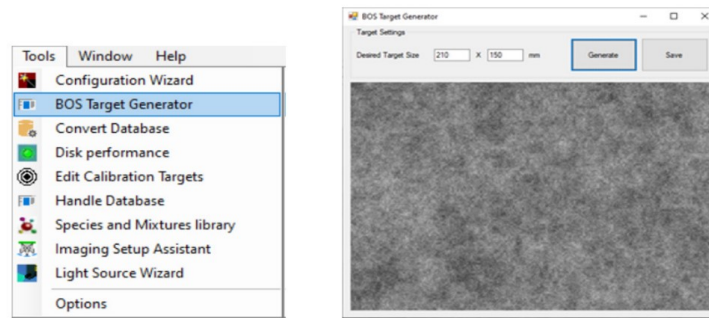 Tools Window Help
Configuration Wizard
BOS Target Generator
Convert Database
Disk performance
Edit Calibration Targets
Handle Database
Species and Mixtures library
Imaging Setup Assistant
Light Source Wizard
Options
BOS Target Generator
Target Settings
Desired Target Size 210 X 150 mm Generate Save